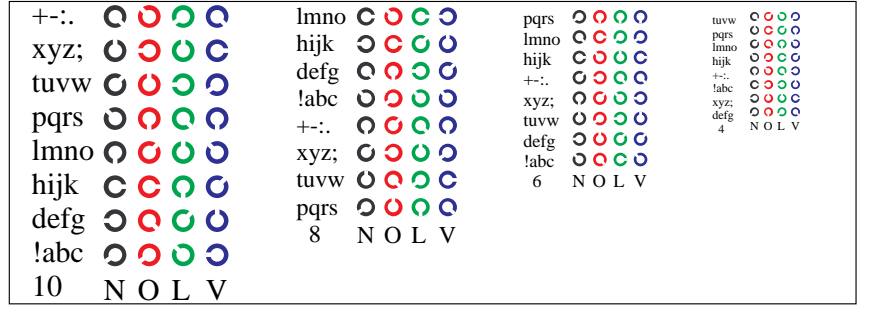 +-:.
xyz;
tuvw
pqrs
lmno
hijk
defg
!abc
10 N O L V
lmno
hijk
defg
!abc
+-:.
xyz;
tuvw
pqrs
8 N O L V
pqrs
lmno
hijk
+-:.
xyz;
tuvw
defg
!abc
6 N O L V
tuvw
pqrs
lmno
hijk
+-:.
!abc
xyz;
defg
4 N O L V